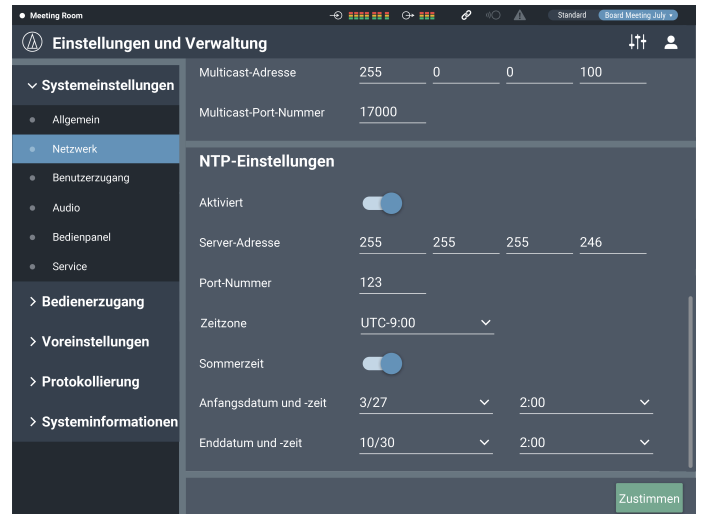 Meeting Room
Standard
Board Meeting July
Einstellungen und Verwaltung
Systemeinstellungen
Allgemein
Netzwerk
Benutzerzugang
Audio
Bedienpanel
Service
Bedienerzugang
Voreinstellungen
Protokollierung
Systeminformationen
Multicast-Adresse 255 0 0 100
Multicast-Port-Nummer 17000
NTP-Einstellungen
Aktiviert
Server-Adresse 255 255 255 246
Port-Nummer 123
Zeitzone UTC-9:00
Sommerzeit
Anfangsdatum und -zeit 3/27 2:00
Enddatum und -zeit 10/30 2:00
Zustimmen